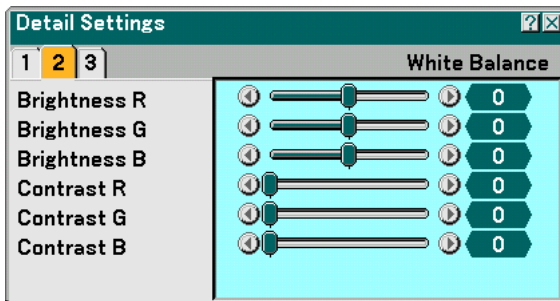 Detail Settings ? X
1 2 3 White Balance
Brightness R 0
Brightness G 0
Brightness B 0
Contrast R 0
Contrast G 0
Contrast B 0